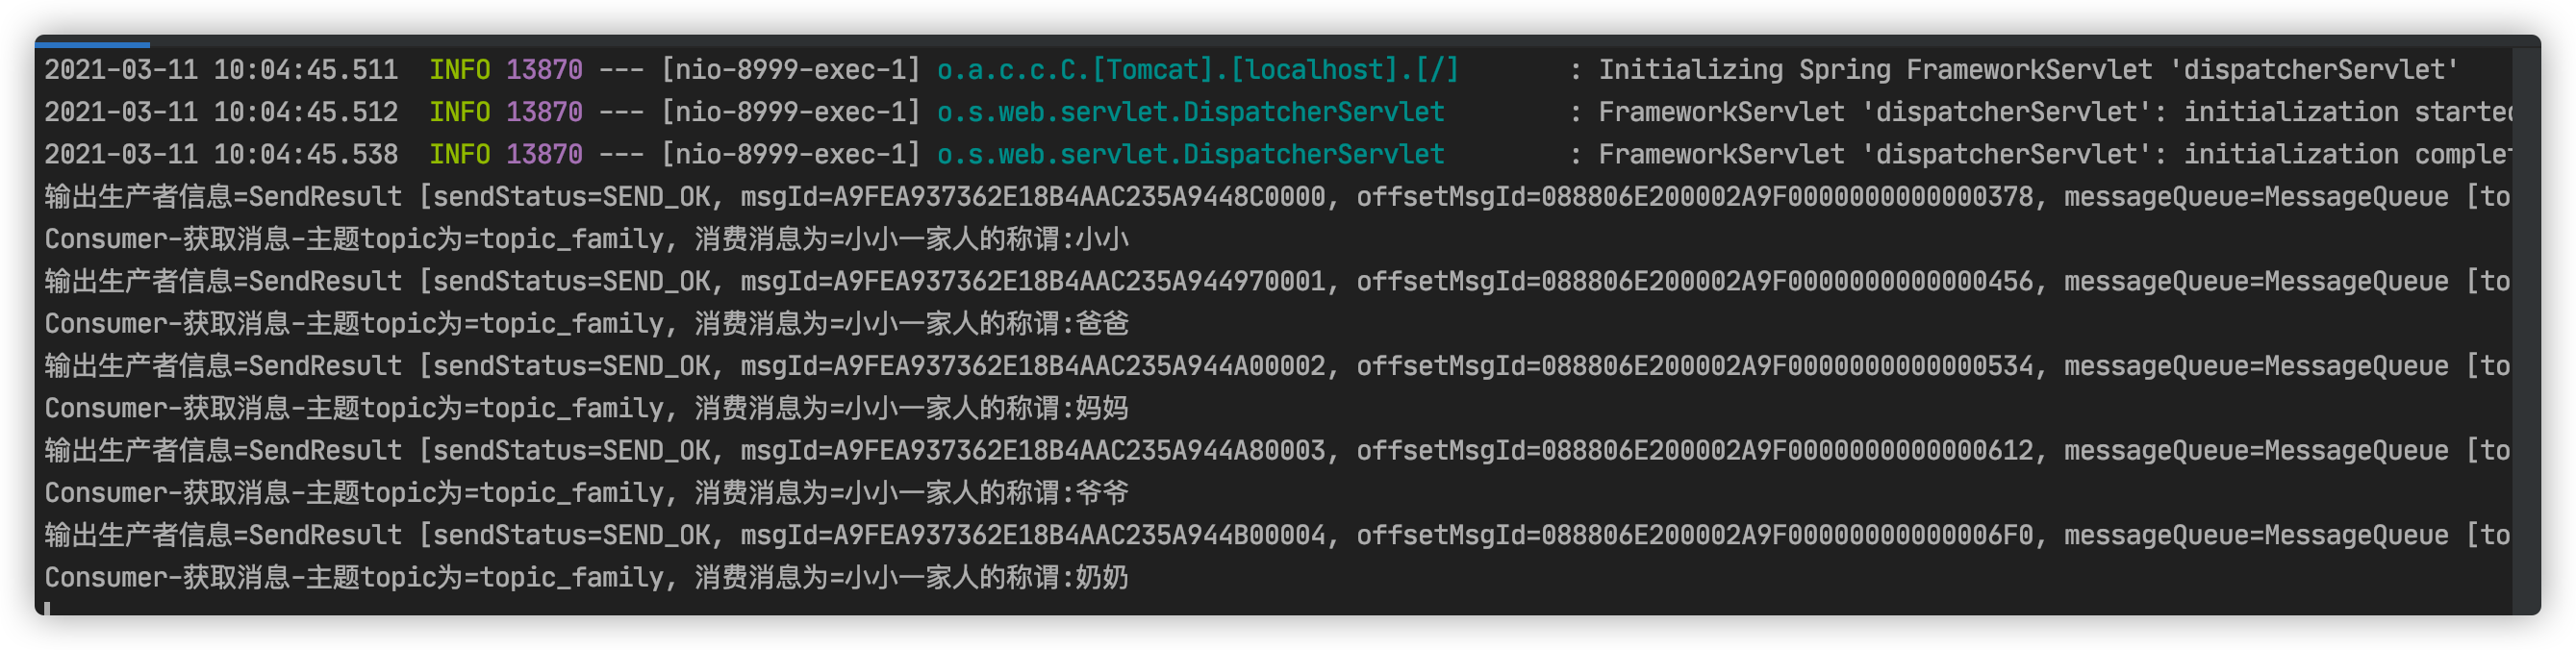 2021-03-11 10:04:45.511  INFO 13870 --- [nio-8999-exec-1] o.a.c.c.C.[Tomcat].[localhost].[/]       : Initializing Spring FrameworkServlet 'dispatcherServlet'
2021-03-11 10:04:45.512  INFO 13870 --- [nio-8999-exec-1] o.s.web.servlet.DispatcherServlet        : FrameworkServlet 'dispatcherServlet': initialization started
2021-03-11 10:04:45.538  INFO 13870 --- [nio-8999-exec-1] o.s.web.servlet.DispatcherServlet        : FrameworkServlet 'dispatcherServlet': initialization complet
输出生产者信息=SendResult [sendStatus=SEND_OK, msgId=A9FEA937362E18B4AAC235A9448C0000, offsetMsgId=088806E200002A9F0000000000000378, messageQueue=MessageQueue [to
Consumer-获取消息-主题topic为=topic_family, 消费消息为=小小一家人的称谓:小小
输出生产者信息=SendResult [sendStatus=SEND_OK, msgId=A9FEA937362E18B4AAC235A944970001, offsetMsgId=088806E200002A9F0000000000000456, messageQueue=MessageQueue [to
Consumer-获取消息-主题topic为=topic_family, 消费消息为=小小一家人的称谓:爸爸
输出生产者信息=SendResult [sendStatus=SEND_OK, msgId=A9FEA937362E18B4AAC235A944A00002, offsetMsgId=088806E200002A9F0000000000000534, messageQueue=MessageQueue [to
Consumer-获取消息-主题topic为=topic_family, 消费消息为=小小一家人的称谓:妈妈
输出生产者信息=SendResult [sendStatus=SEND_OK, msgId=A9FEA937362E18B4AAC235A944A80003, offsetMsgId=088806E200002A9F0000000000000612, messageQueue=MessageQueue [to
Consumer-获取消息-主题topic为=topic_family, 消费消息为=小小一家人的称谓:爷爷
输出生产者信息=SendResult [sendStatus=SEND_OK, msgId=A9FEA937362E18B4AAC235A944B00004, offsetMsgId=088806E200002A9F00000000000006F0, messageQueue=MessageQueue [to
Consumer-获取消息-主题topic为=topic_family, 消费消息为=小小一家人的称谓:奶奶